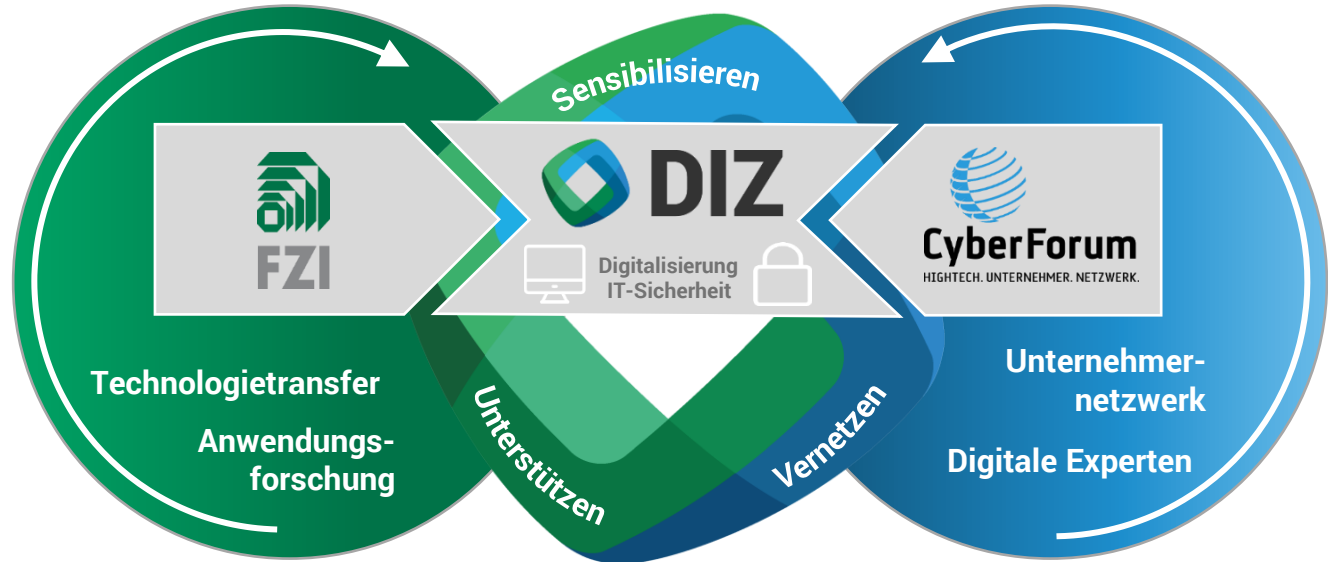 Sensibilisieren
FZI
DIZ
Digitalisierung
IT-Sicherheit
CyberForum
HIGHTECH. UNTERNEHMER. NETZWERK.
Technologietransfer
Anwendungs-
forschung
Unterstützen
Vernetzen
Unternehmer-
netzwerk
Digitale Experten